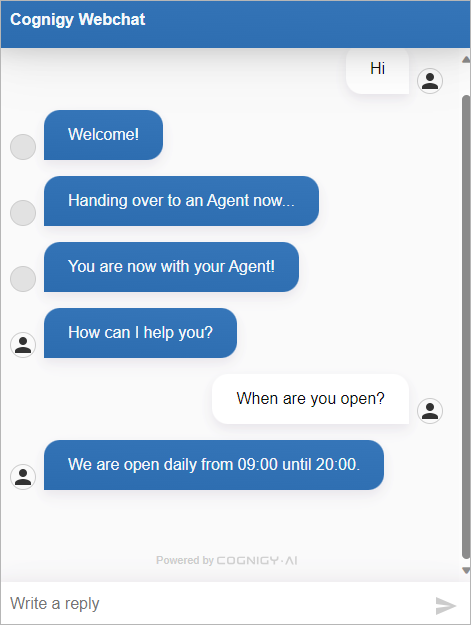 Cognigy Webchat
Hi
Welcome!
Handing over to an Agent now...
You are now with your Agent!
How can I help you?
When are you open?
We are open daily from 09:00 until 20:00.
Powered by COGNIGY·AI
Write a reply